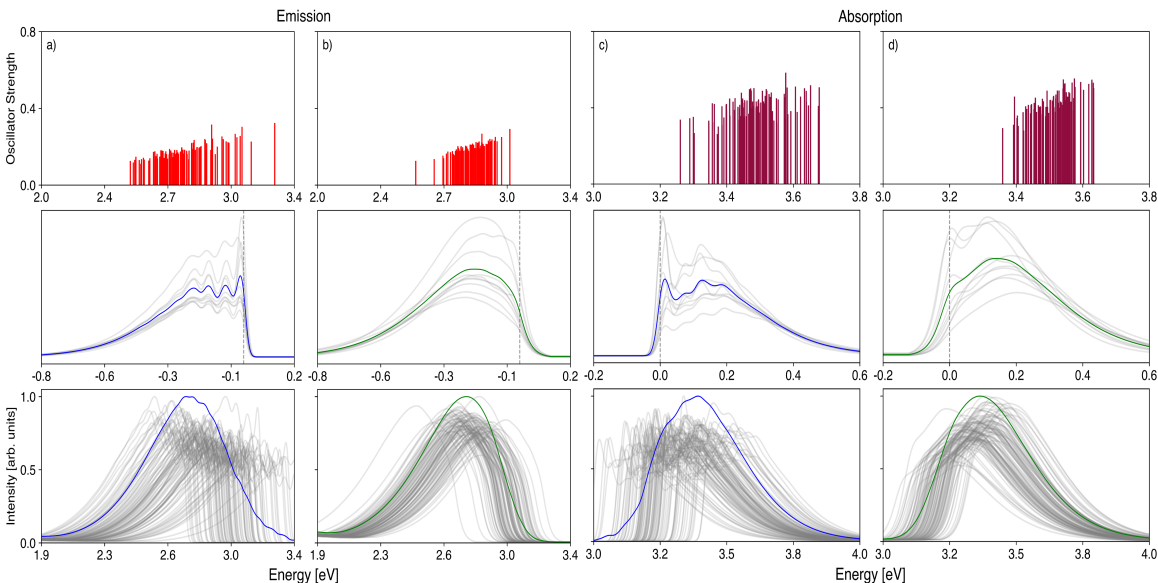 Emission
Absorption
Oscillator Strength
0.8
0.4
0.0
a)
b)
c)
d)
2.0 2.4 2.7 3.0 3.4
2.0 2.4 2.7 3.0 3.4
3.0 3.2 3.4 3.6 3.8
3.2 3.4 3.6 3.8
-0.8 -0.6 -0.3 -0.1 0.2
-0.8 -0.6 -0.3 -0.1 0.2
-0.2 0.0 0.2 0.4 0.6
-0.2 0.0 0.2 0.4 0.6
Intensity [arb. units]
1.0
0.5
0.0
1.9 2.3 2.6 3.0 3.4
1.9 2.3 2.6 3.0 3.4
3.0 3.2 3.5 3.8 4.0
3.0 3.2 3.5 3.8 4.0
Energy [eV]
Energy [eV]